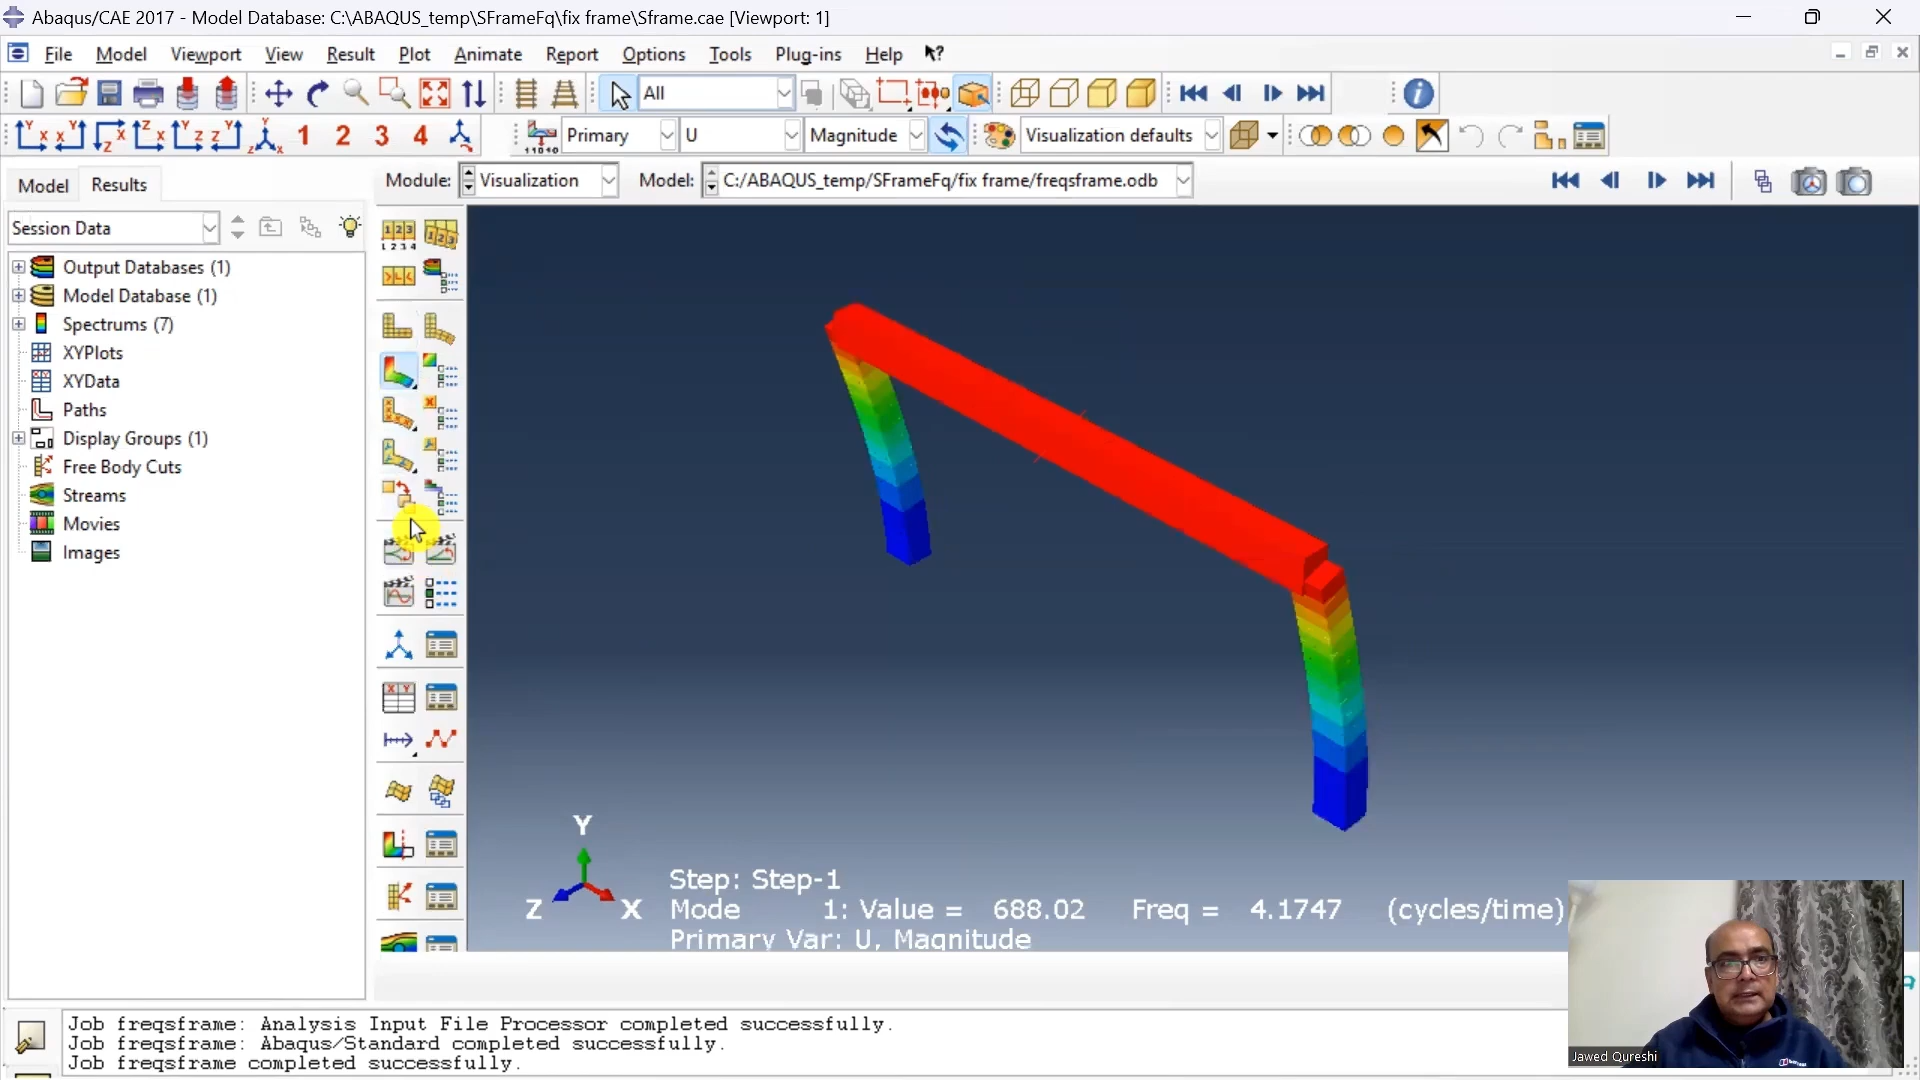 Abaqus/CAE 2017 - Model Database: C:\ABAQUS_temp\SFrameFq\fix frame\Sframe.cae [Viewport: 1]
File Model Viewport View Result Plot Animate Report Options Tools Plug-ins Help
All
1 2 3 4
Primary U Magnitude Visualization defaults
Model Results
Module: Visualization Model: C:/ABAQUS_temp/SFrameFq/fix frame/freqsframe.odb
Session Data
Output Databases (1)
Model Database (1)
Spectrums (7)
XYPlots
XYData
Paths
Display Groups (1)
Free Body Cuts
Streams
Movies
Images
Y
Z
X
Step: Step-1
Mode 1: Value = 688.02 Freq = 4.1747 (cycles/time)
Primary Var: U, Magnitude
Job freqsframe: Analysis Input File Processor completed successfully.
Job freqsframe: Abaqus/Standard completed successfully.
Job freqsframe completed successfully.
Jawed Qureshi